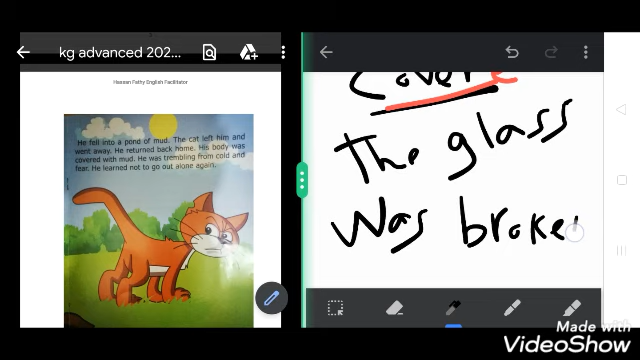 kg advanced 202...
Hassan Fathy English Facilitator
He fell into a pond of mud. The cat left him and
went away. He returned back home. His body was
covered with mud. He was trembling from cold and
fear. He learned not to go out alone again.
The glass
was broke
Made with
VideoShow